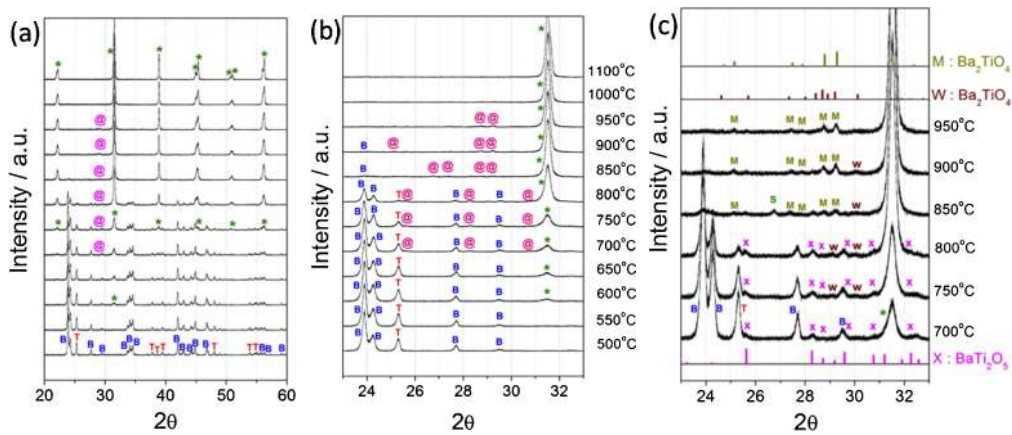 (a)
Intensity / a.u.
* * * * * * * *
@
@
@
@
* @ * * * *
@
*
B T B B B B T T T B B B B B T T T B B B
20 30 40 50 60
2θ
(b)
Intensity / a.u.
* 1100°C
* 1000°C
@ @ * 950°C
B @ @ @ * 900°C
B @ @ @ @ * 850°C
B B T @ B @ B @ * 800°C
B B T @ B @ B @ * 750°C
B B T @ B @ B @ * 700°C
B B T B B * 650°C
B B T B B * 600°C
B B T B B 550°C
B B T B B 500°C
24 26 28 30 32
2θ
(c)
Intensity / a.u.
M : Ba2TiO4
W : Ba2TiO4
M M M M M 950°C
M M M M M W 900°C
M S M M M M W 850°C
X X X W X W X X 800°C
X X X W X W X X 750°C
B B T X B X X B X X * X 700°C
X : BaTi2O5
24 26 28 30 32
2θ